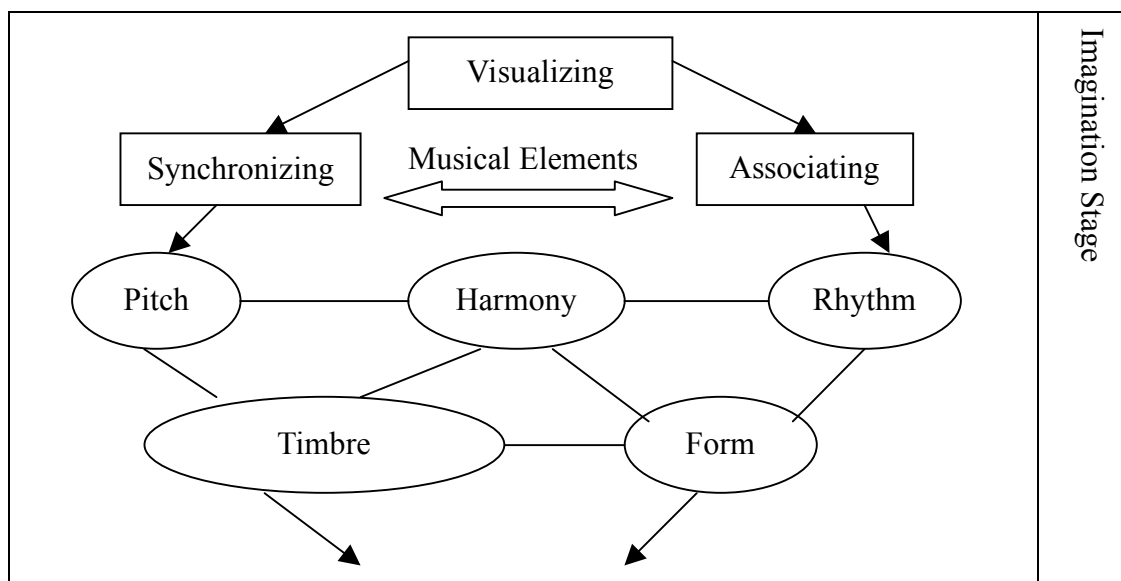 Visualizing
Synchronizing
Musical Elements
Associating
Pitch
Harmony
Rhythm
Timbre
Form
Imagination Stage